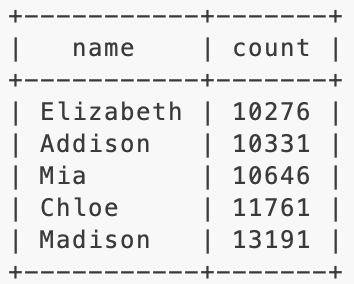 +------------+-------+
|    name    | count |
+------------+-------+
| Elizabeth  | 10276 |
| Addison    | 10331 |
| Mia        | 10646 |
| Chloe      | 11761 |
| Madison    | 13191 |
+------------+-------+